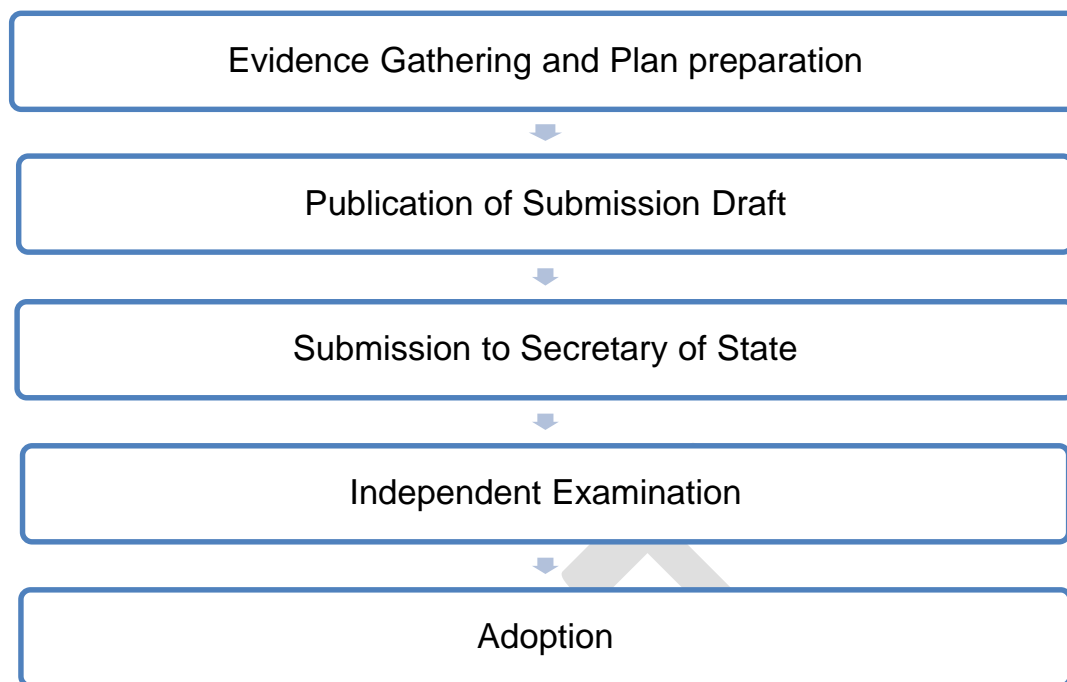 Evidence Gathering and Plan preparation
Publication of Submission Draft
Submission to Secretary of State
Independent Examination
Adoption